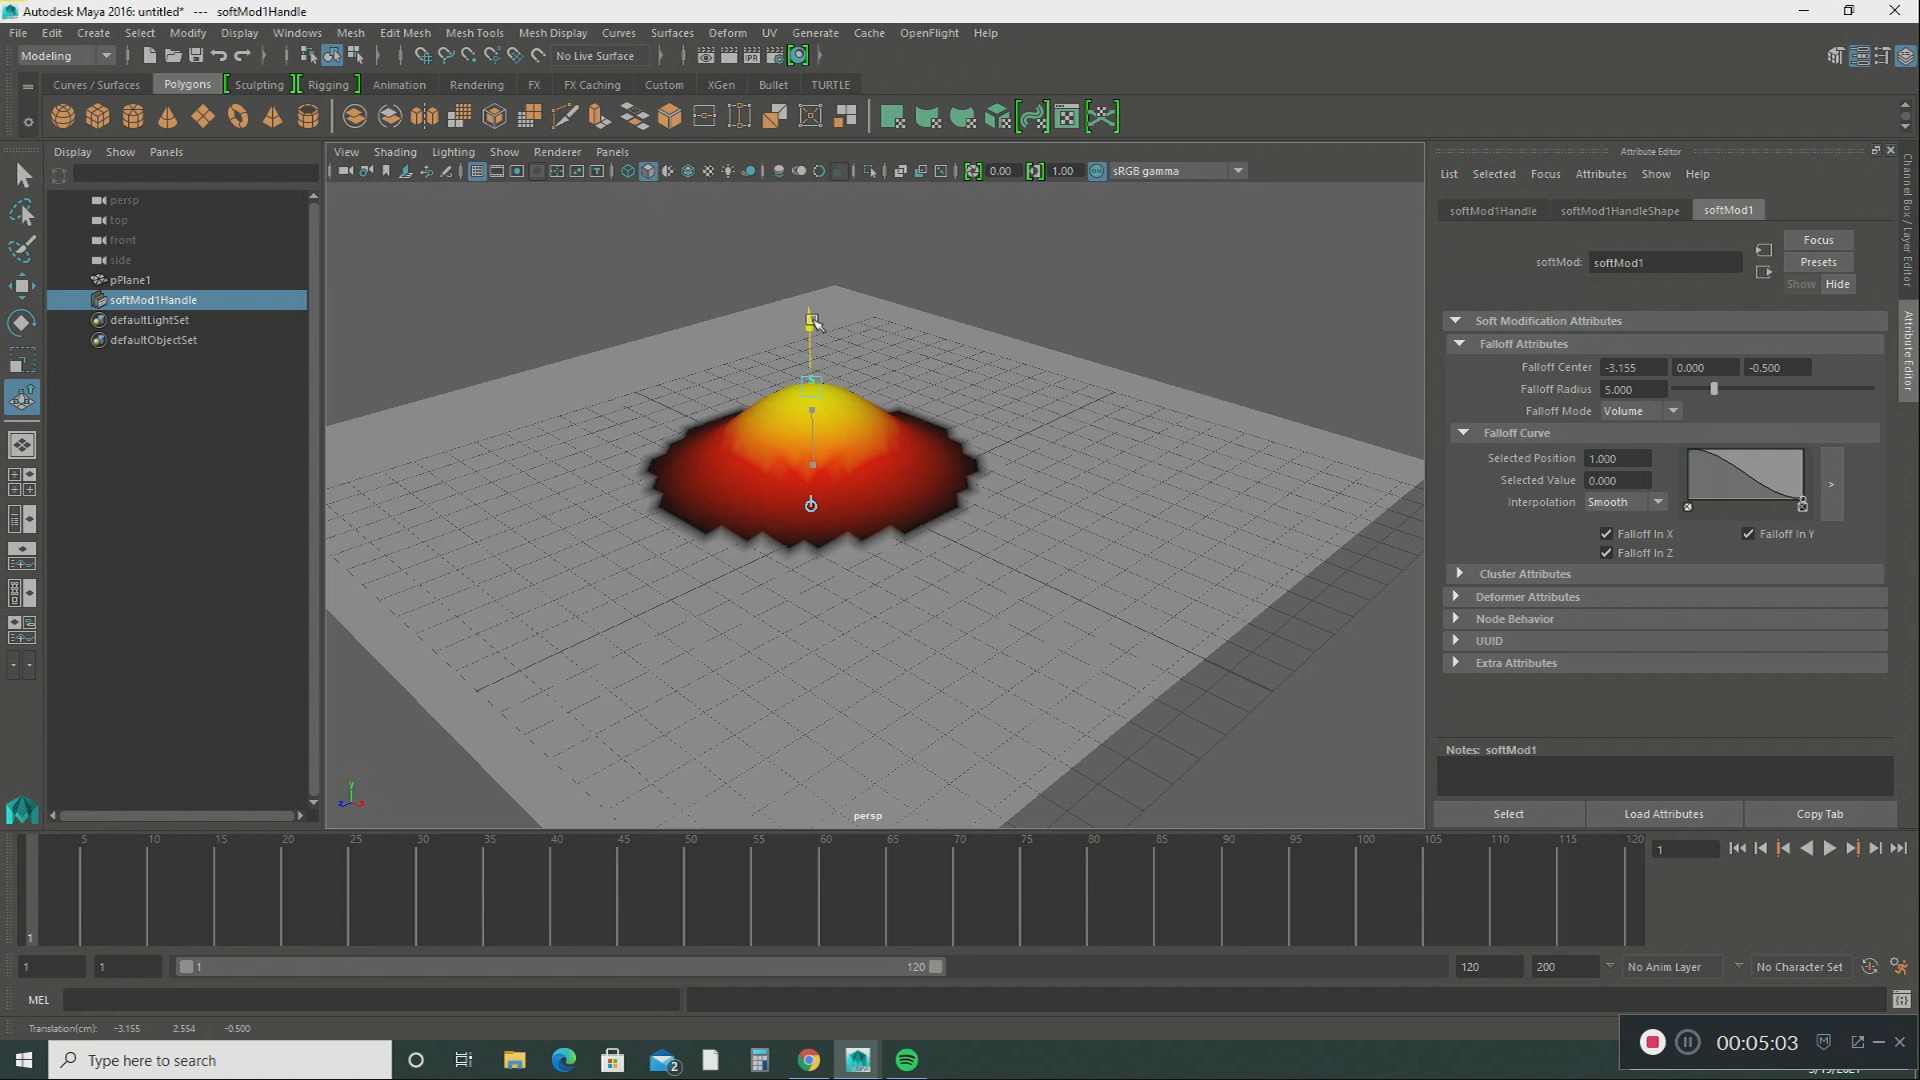 Autodesk Maya 2016: untitled* --- softMod1Handle
File Edit Create Select Modify Display Windows Mesh Edit Mesh Mesh Tools Mesh Display Curves Surfaces Deform UV Generate Cache OpenFlight Help
Modeling No Live Surface
Curves / Surfaces Polygons Sculpting Rigging Animation Rendering FX FX Caching Custom XGen Bullet TURTLE
Display Show Panels
View Shading Lighting Show Renderer Panels
0.00 1.00 sRGB gamma
persp
top
front
side
pPlane1
softMod1Handle
defaultLightSet
defaultObjectSet
persp
Attribute Editor
List Selected Focus Attributes Show Help
softMod1Handle softMod1HandleShape softMod1
softMod: softMod1
Focus
Presets
Show Hide
Soft Modification Attributes
Falloff Attributes
Falloff Center -3.155 0.000 -0.500
Falloff Radius 5.000
Falloff Mode Volume
Falloff Curve
Selected Position 1.000
Selected Value 0.000
Interpolation Smooth
>
Falloff In X Falloff In Y
Falloff In Z
Cluster Attributes
Deformer Attributes
Node Behavior
UUID
Extra Attributes
Notes: softMod1
Select Load Attributes Copy Tab
Channel Box / Layer Editor
Attribute Editor
5 10 15 20 25 30 35 40 45 50 55 60 65 70 75 80 85 90 95 100 105 110 115 120
1
1
1 1 1 120 120 200 No Anim Layer No Character Set
MEL
Translation(cm): -3.155 2.554 -0.500
Type here to search
2
00:05:03